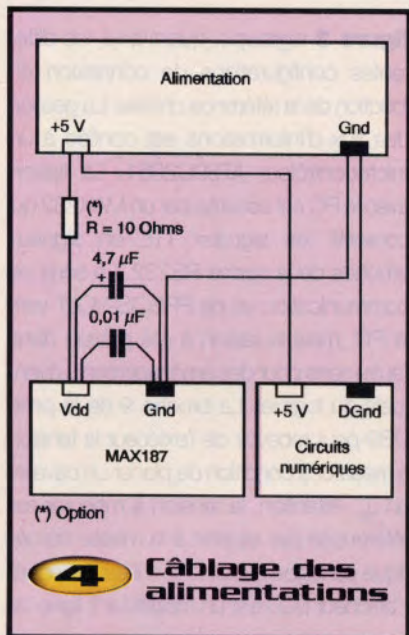 Alimentation
+5 V
Gnd
(*)
R = 10 Ohms
4,7 µF
+
0,01 µF
Vdd
Gnd
+5 V
DGnd
MAX187
Circuits
numériques
(*) Option
4
Câblage des
alimentations